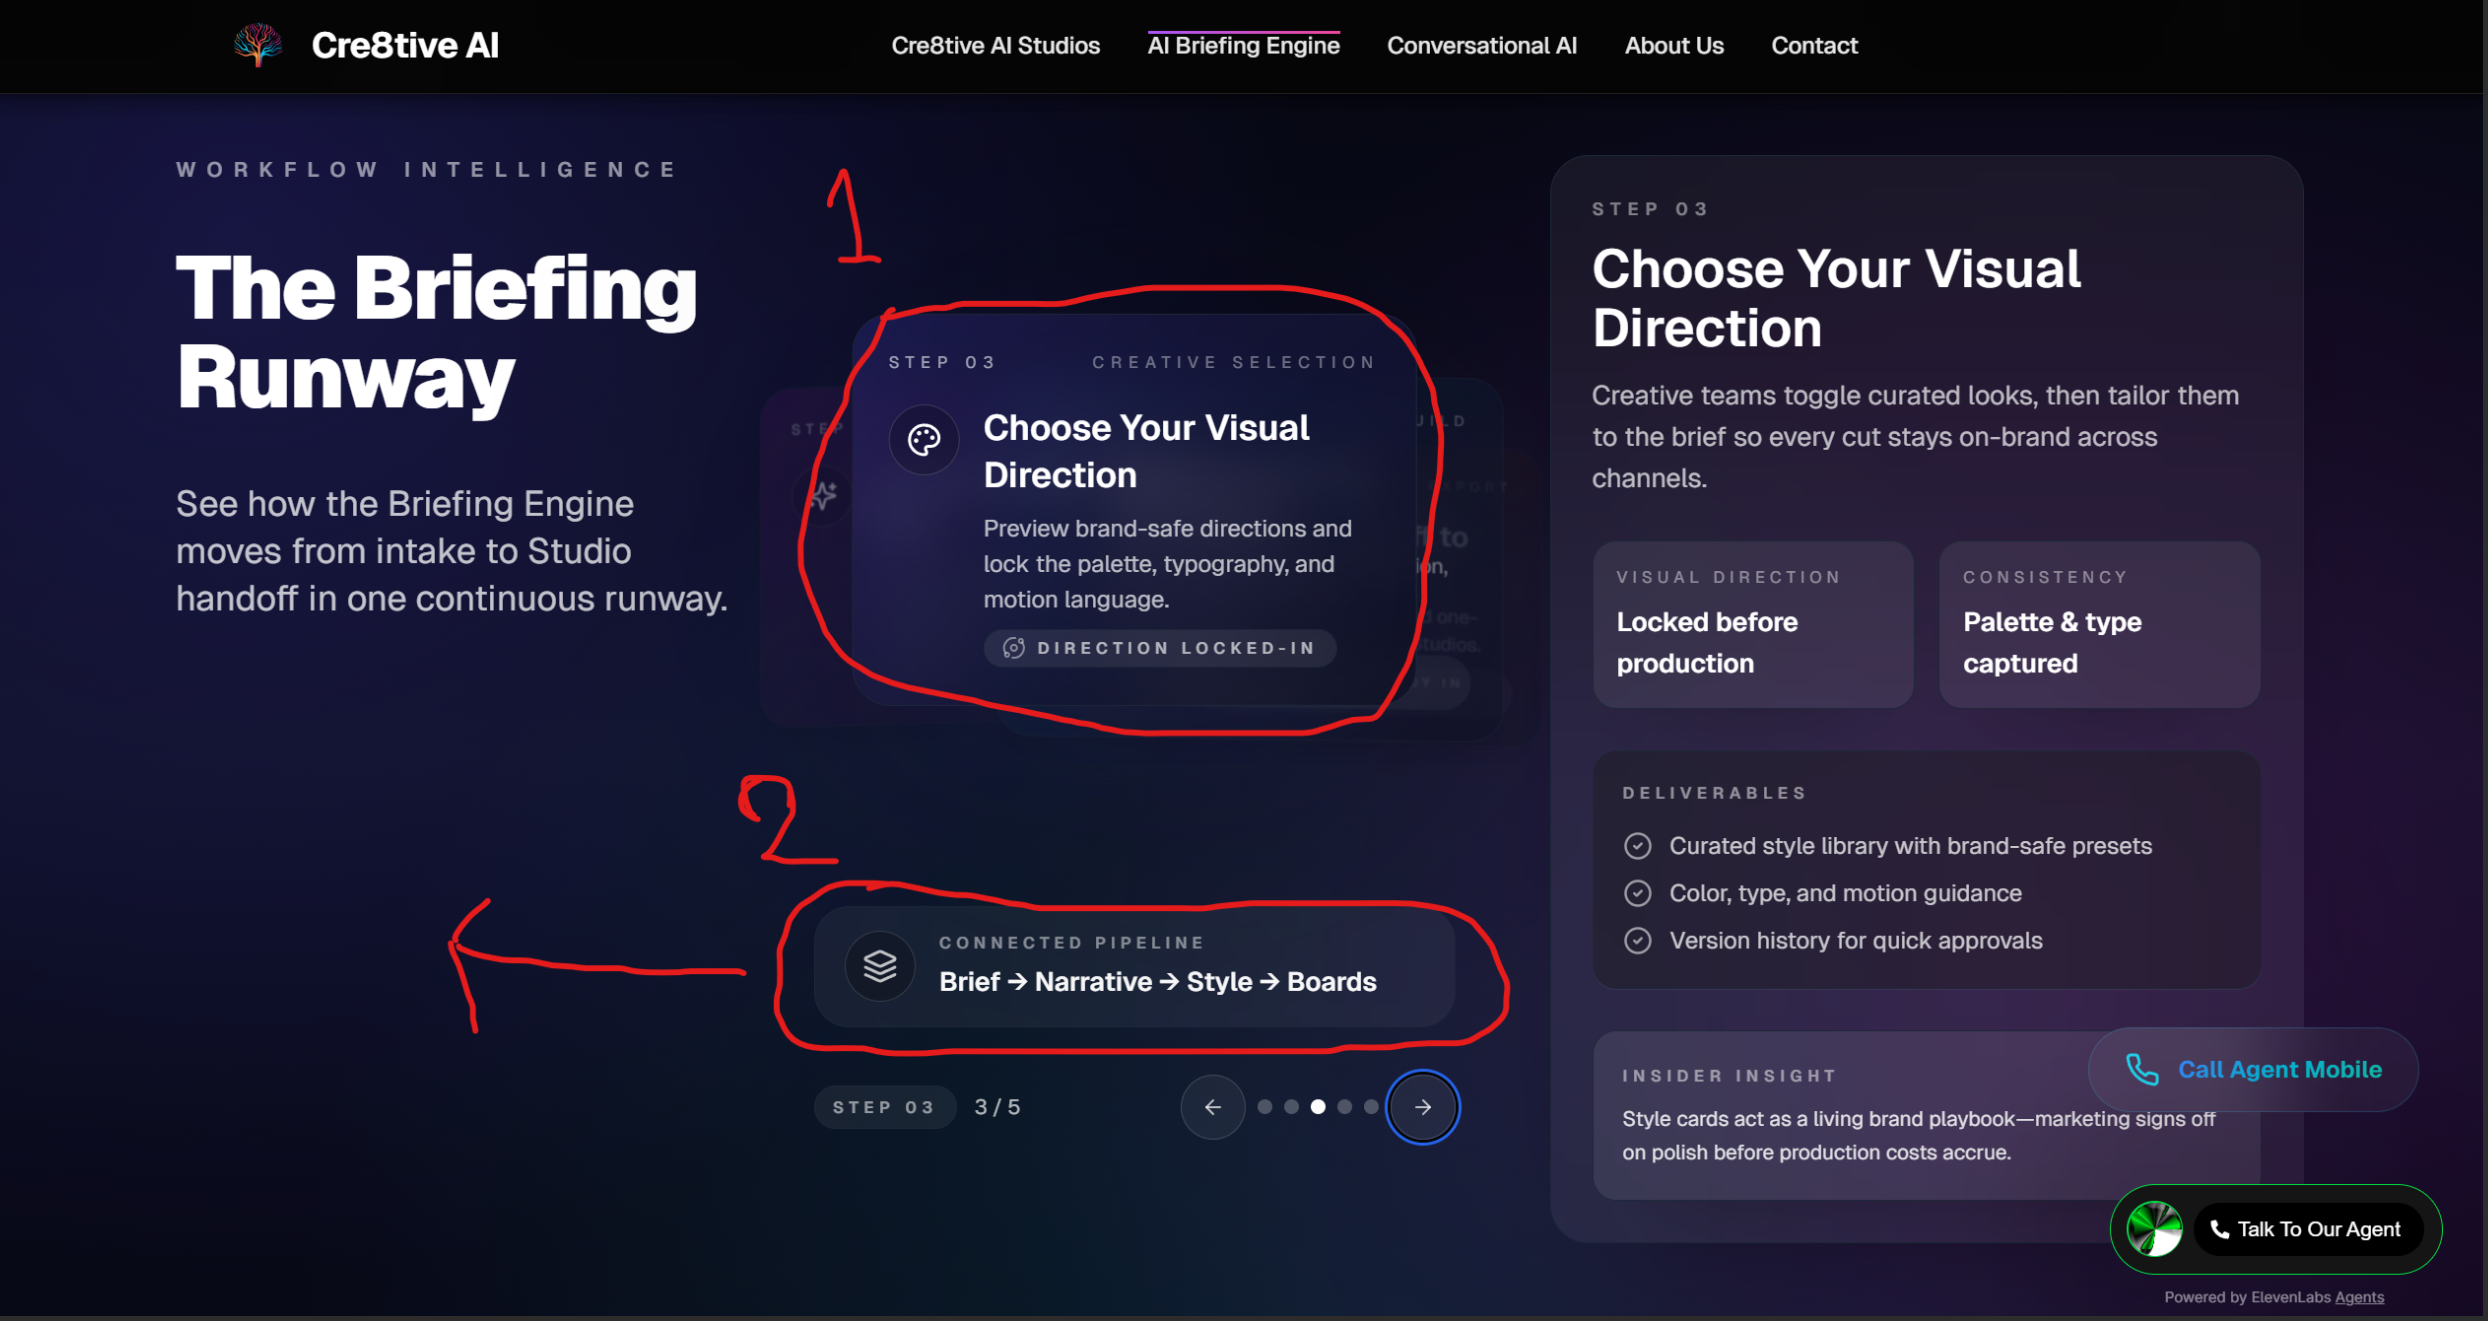 Cre8tive AI
Cre8tive AI Studios
AI Briefing Engine
Conversational AI
About Us
Contact
WORKFLOW INTELLIGENCE
The Briefing
Runway
See how the Briefing Engine
moves from intake to Studio
handoff in one continuous runway.
1
STEP
STEP 03
CREATIVE SELECTION
Choose Your Visual
Direction
Preview brand-safe directions and
lock the palette, typography, and
motion language.
DIRECTION LOCKED-IN
2
CONNECTED PIPELINE
Brief → Narrative → Style → Boards
STEP 03
3 / 5
STEP 03
Choose Your Visual
Direction
Creative teams toggle curated looks, then tailor them
to the brief so every cut stays on-brand across
channels.
VISUAL DIRECTION
Locked before
production
CONSISTENCY
Palette & type
captured
DELIVERABLES
Curated style library with brand-safe presets
Color, type, and motion guidance
Version history for quick approvals
INSIDER INSIGHT
Style cards act as a living brand playbook—marketing signs off
on polish before production costs accrue.
Call Agent Mobile
Talk To Our Agent
Powered by ElevenLabs Agents